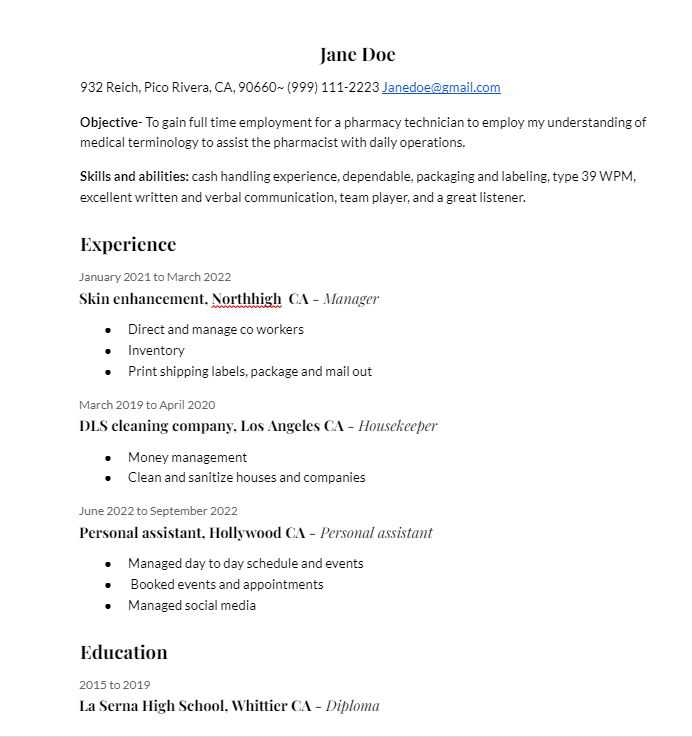 Jane Doe
932 Reich, Pico Rivera, CA, 90660~ (999) 111-2223 Janedoe@gmail.com
Objective- To gain full time employment for a pharmacy technician to employ my understanding of
medical terminology to assist the pharmacist with daily operations.
Skills and abilities: cash handling experience, dependable, packaging and labeling, type 39 WPM,
excellent written and verbal communication, team player, and a great listener.
Experience
January 2021 to March 2022
Skin enhancement, Northhigh  CA - Manager
● Direct and manage co workers
● Inventory
● Print shipping labels, package and mail out
March 2019 to April 2020
DLS cleaning company, Los Angeles CA - Housekeeper
● Money management
● Clean and sanitize houses and companies
June 2022 to September 2022
Personal assistant, Hollywood CA - Personal assistant
● Managed day to day schedule and events
● Booked events and appointments
● Managed social media
Education
2015 to 2019
La Serna High School, Whittier CA - Diploma